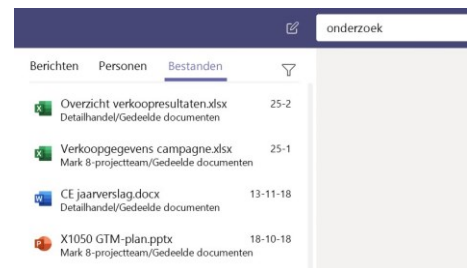 onderzoek
Berichten Personen Bestanden
Overzicht verkoopresultaten.xlsx 25-2
Detailhandel/Gedeelde documenten
Verkoopgegevens campagne.xlsx 25-1
Mark 8-projectteam/Gedeelde documenten
CE jaarverslag.docx 13-11-18
Detailhandel/Gedeelde documenten
X1050 GTM-plan.pptx 18-10-18
Mark 8-projectteam/Gedeelde documenten